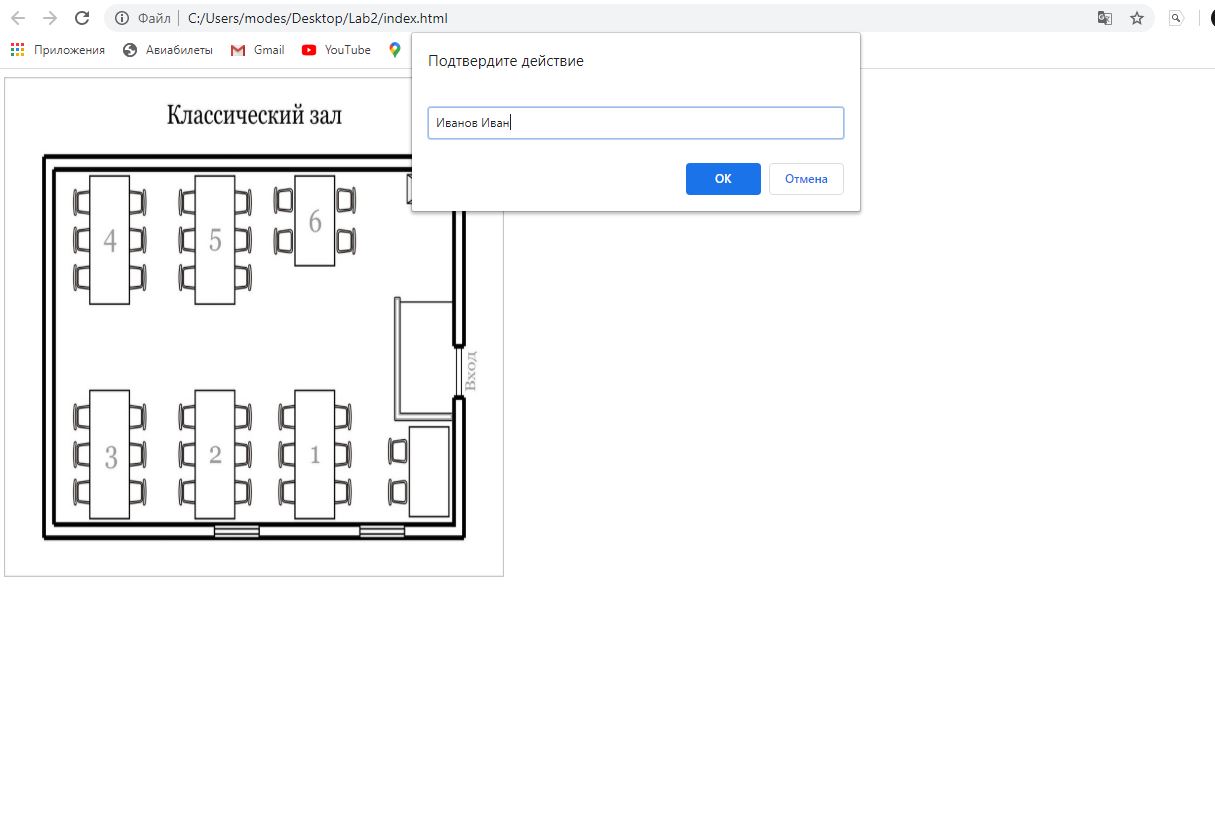 Файл
C:/Users/modes/Desktop/Lab2/index.html
Приложения
Авиабилеты
Gmail
YouTube
Подтвердите действие
Иванов Иван
ОК
Отмена
Классический зал
4
5
6
Вход
3
2
1